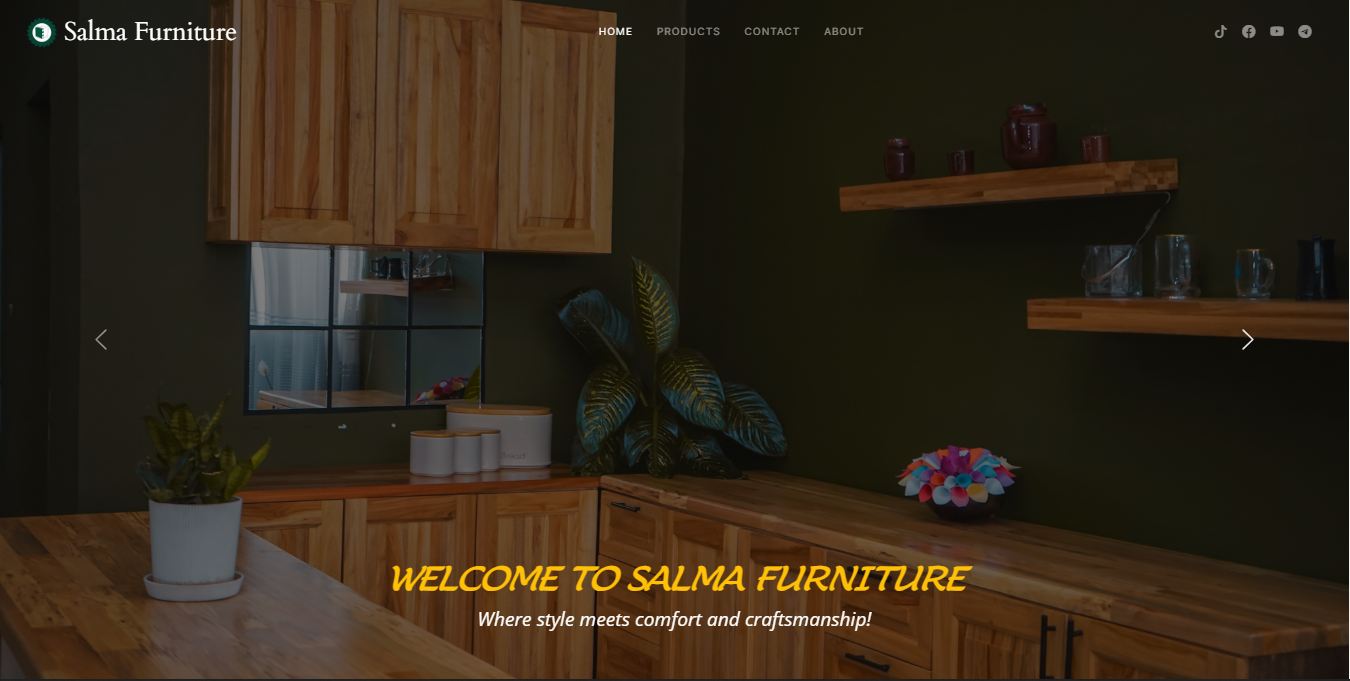 Salma Furniture
HOME PRODUCTS CONTACT ABOUT
WELCOME TO SALMA FURNITURE
Where style meets comfort and craftsmanship!